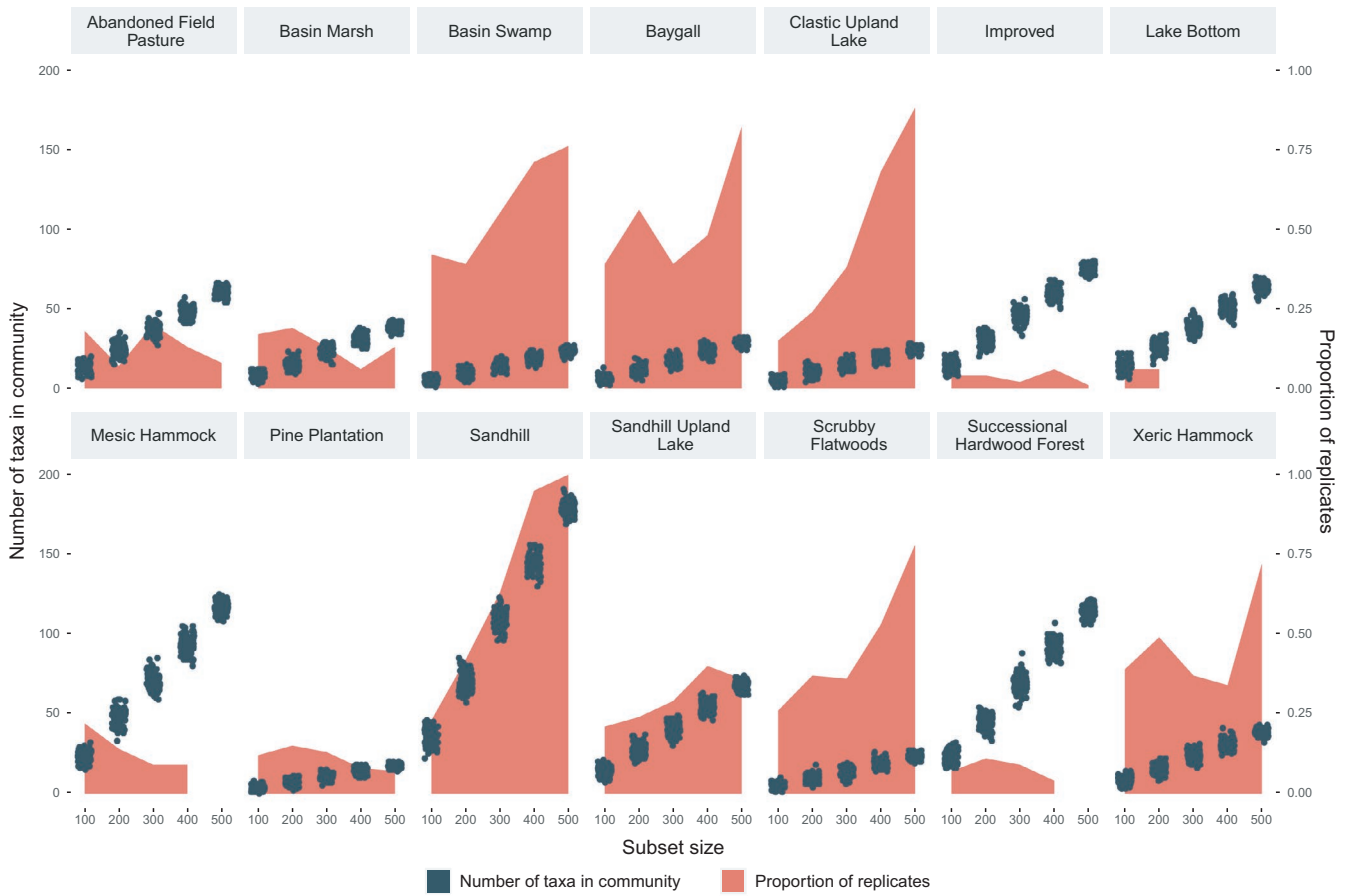 Abandoned Field
Pasture
Basin Marsh
Basin Swamp
Baygall
Clastic Upland
Lake
Improved
Lake Bottom
200
150
100
50
0
1.00
0.75
0.50
0.25
0.00
Mesic Hammock
Pine Plantation
Sandhill
Sandhill Upland
Lake
Scrubby
Flatwoods
Successional
Hardwood Forest
Xeric Hammock
200
150
100
50
0
1.00
0.75
0.50
0.25
0.00
Number of taxa in community
Proportion of replicates
100 200 300 400 500
100 200 300 400 500
100 200 300 400 500
100 200 300 400 500
100 200 300 400 500
100 200 300 400 500
100 200 300 400 500
Subset size
Number of taxa in community
Proportion of replicates